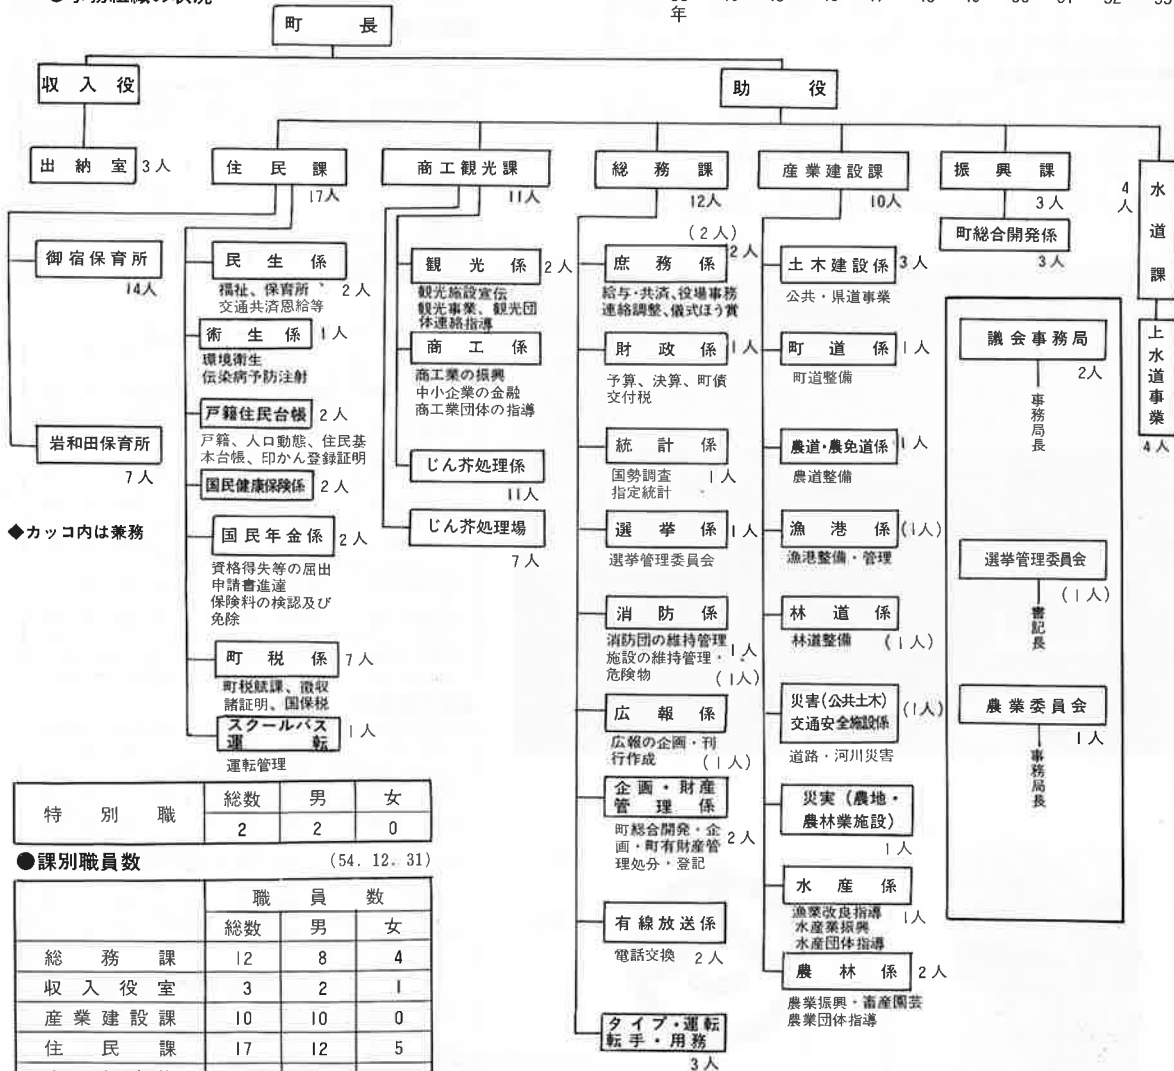 年
町長
収入役
助役
出納室 3人
住民課
17人
商工観光課
11人
総務課
12人
(2人)
産業建設課
10人
振興課
3人
町総合開発係
3人
水道課
4人
上水道事業
4人
御宿保育所
14人
岩和田保育所
7人
◆カッコ内は兼務
民生係
福祉、保育所、
交通共済恩給等
2人
衛生係 1人
環境衛生
伝染病予防注射
戸籍住民台帳 2人
戸籍、人口動態、住民基
本台帳、印かん登録証明
国民健康保険係 2人
国民年金係 2人
資格得失等の届出
申請書進達
保険料の検認及び
免除
町税係 7人
町税賦課、徴収
諸証明、国保税
スクールバス
運転
1人
運転管理
観光係 2人
観光施設宣伝
観光事業、観光団
体連絡指導
商工係
商工業の振興
中小企業の金融
商工業団体の指導
じん芥処理係
11人
じん芥処理場
7人
庶務係 2人
給与・共済、役場事務
連絡調整、儀式ほう賞
財政係 1人
予算、決算、町債
交付税
統計係
国勢調査
指定統計
1人
選挙係 1人
選挙管理委員会
消防係
消防団の維持管理
施設の維持管理・
危険物
1人
(1人)
広報係
広報の企画・刊
行作成
(1人)
企画・財産
管理係
町総合開発・企
画・町有財産管
理処分・登記
2人
有線放送係
電話交換 2人
タイプ・運転
転手・用務
3人
土木建設係 3人
公共・県道事業
町道係 1人
町道整備
農道・農免道係 1人
農道整備
漁港係 (1人)
漁港整備・管理
林道係
林道整備 (1人)
災害(公共土木)
交通安全施設係
(1人)
道路・河川災害
災実(農地・
農林業施設)
1人
水産係
漁業改良指導
水産業振興
水産団体指導
1人
農林係 2人
農業振興・畜産園芸
農業団体指導
議会事務局
2人
事務局長
選挙管理委員会
(1人)
書記長
農業委員会
1人
事務局長
特別職 総数 男 女
2 2 0
●課別職員数 (54. 12. 31)
職員数
総数 男 女
総務課 12 8 4
収入役室 3 2 1
産業建設課 10 10 0
住民課 17 12 5